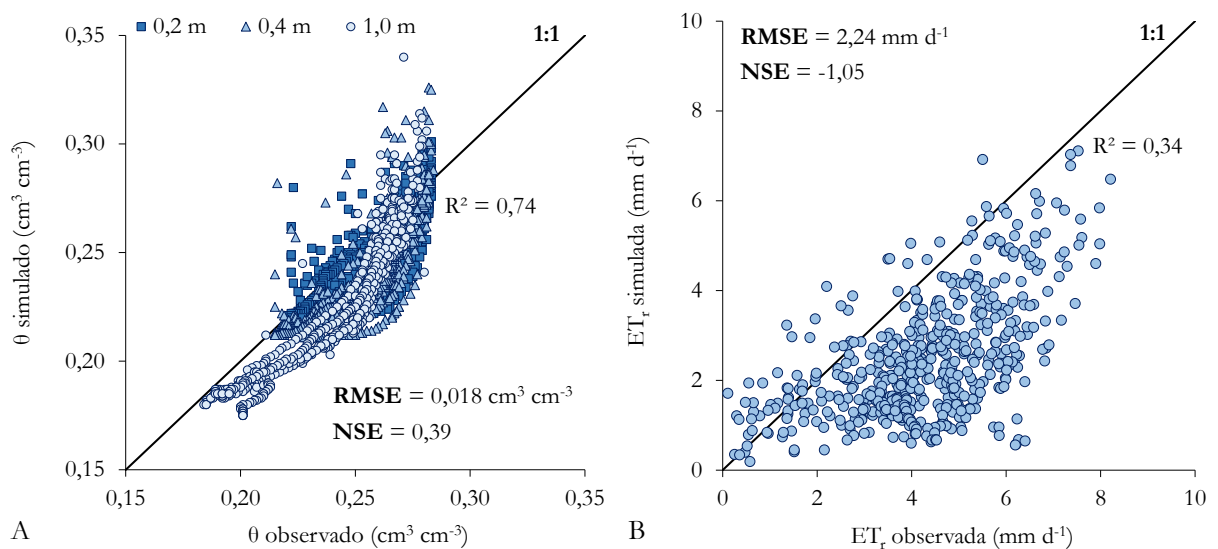 0,2 m 0,4 m 1,0 m
1:1
0,35
0,30
0,25
0,20
0,15
θ simulado (cm³ cm⁻³)
R² = 0,74
RMSE = 0,018 cm³ cm⁻³
NSE = 0,39
0,15 0,20 0,25 0,30 0,35
θ observado (cm³ cm⁻³)
A
RMSE = 2,24 mm d⁻¹
NSE = -1,05
1:1
10
8
6
4
2
0
ETᵣ simulada (mm d⁻¹)
R² = 0,34
0 2 4 6 8 10
ETᵣ observada (mm d⁻¹)
B